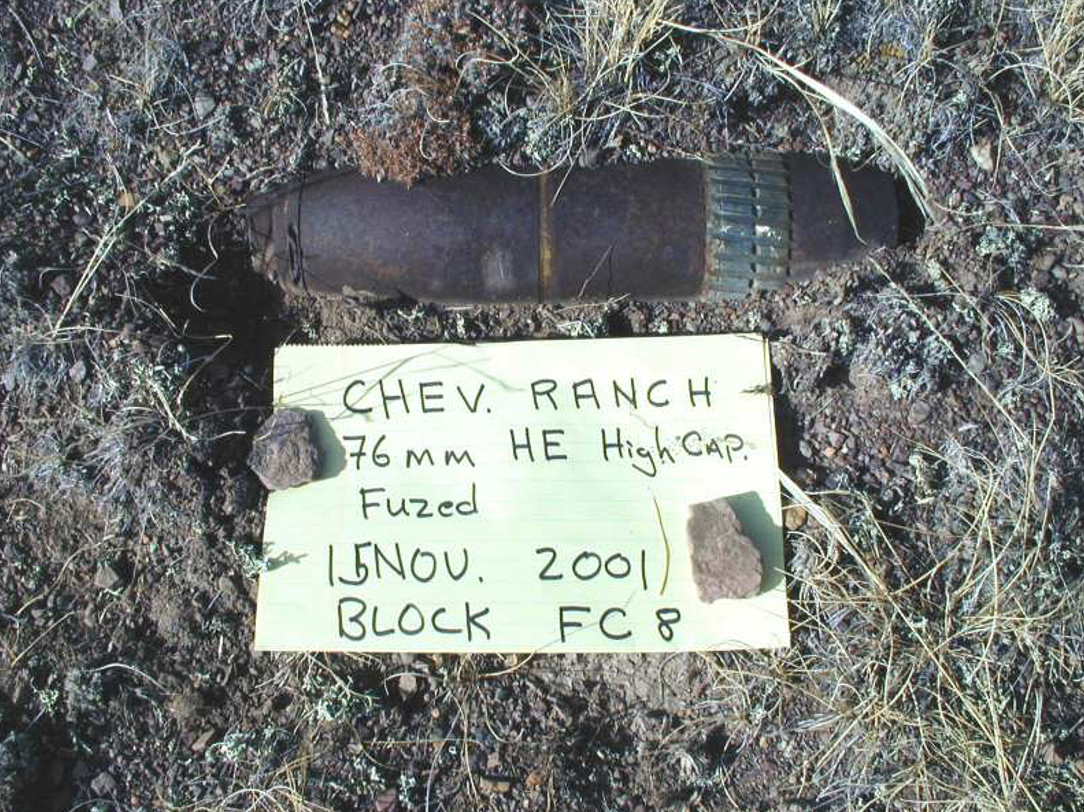 CHEV. RANCH
76mm HE High CAP.
Fuzed
15NOV. 2001
BLOCK FC 8